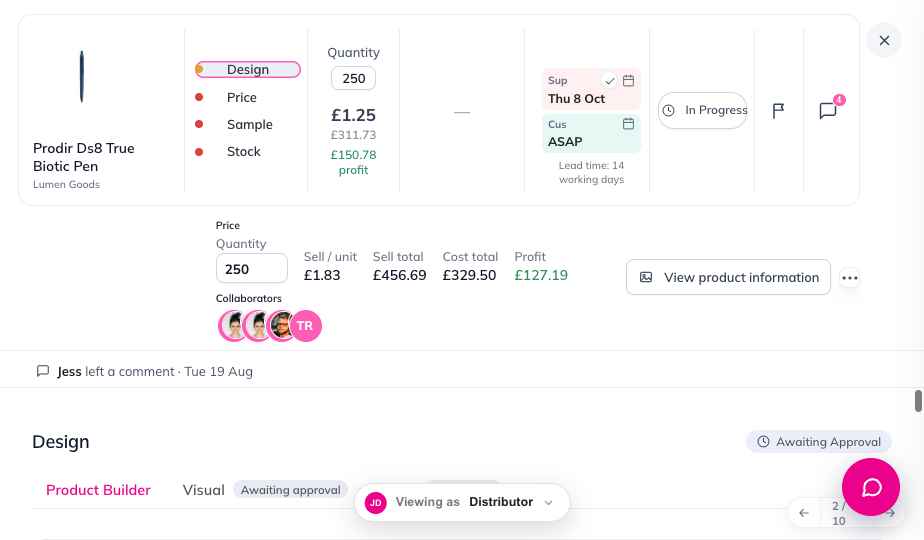 Prodir Ds8 True
Biotic Pen
Lumen Goods
Design
Price
Sample
Stock
Quantity
250
£1.25
£311.73
£150.78
profit
—
Sup
Thu 8 Oct
Cus
ASAP
Lead time: 14
working days
In Progress
4
Price
Quantity
250
Sell / unit
£1.83
Sell total
£456.69
Cost total
£329.50
Profit
£127.19
View product information
Collaborators
TR
Jess left a comment · Tue 19 Aug
Design
Awaiting Approval
Product Builder
Visual
Awaiting approval
JD
Viewing as Distributor
2 /
10